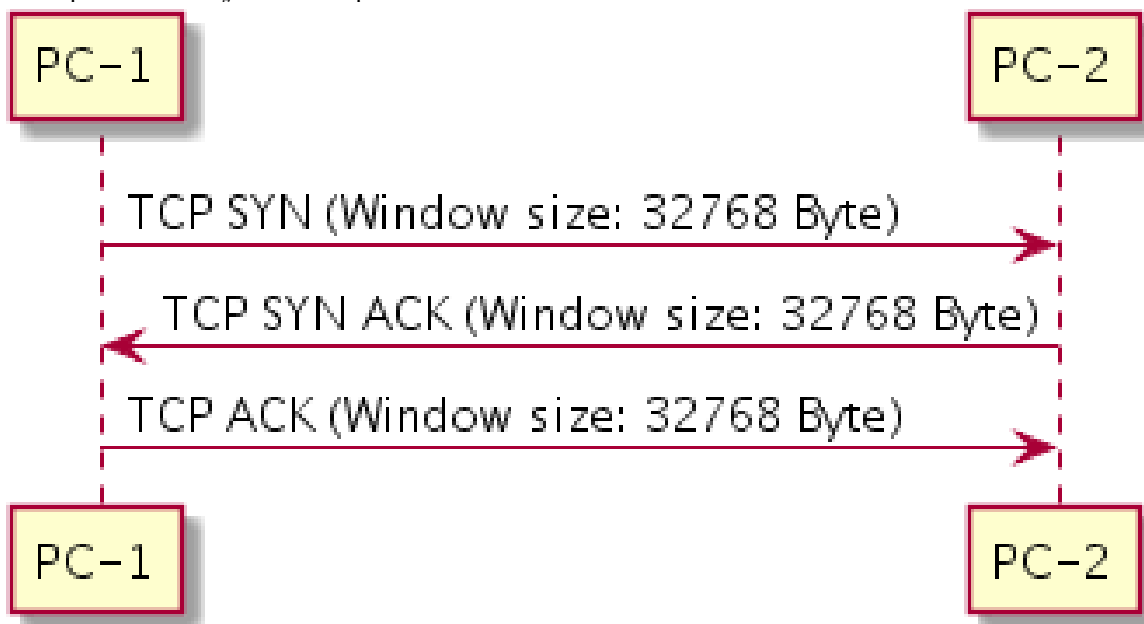 PC-1 PC-2
TCP SYN (Window size: 32768 Byte)
TCP SYN ACK (Window size: 32768 Byte)
TCP ACK (Window size: 32768 Byte)
PC-1 PC-2